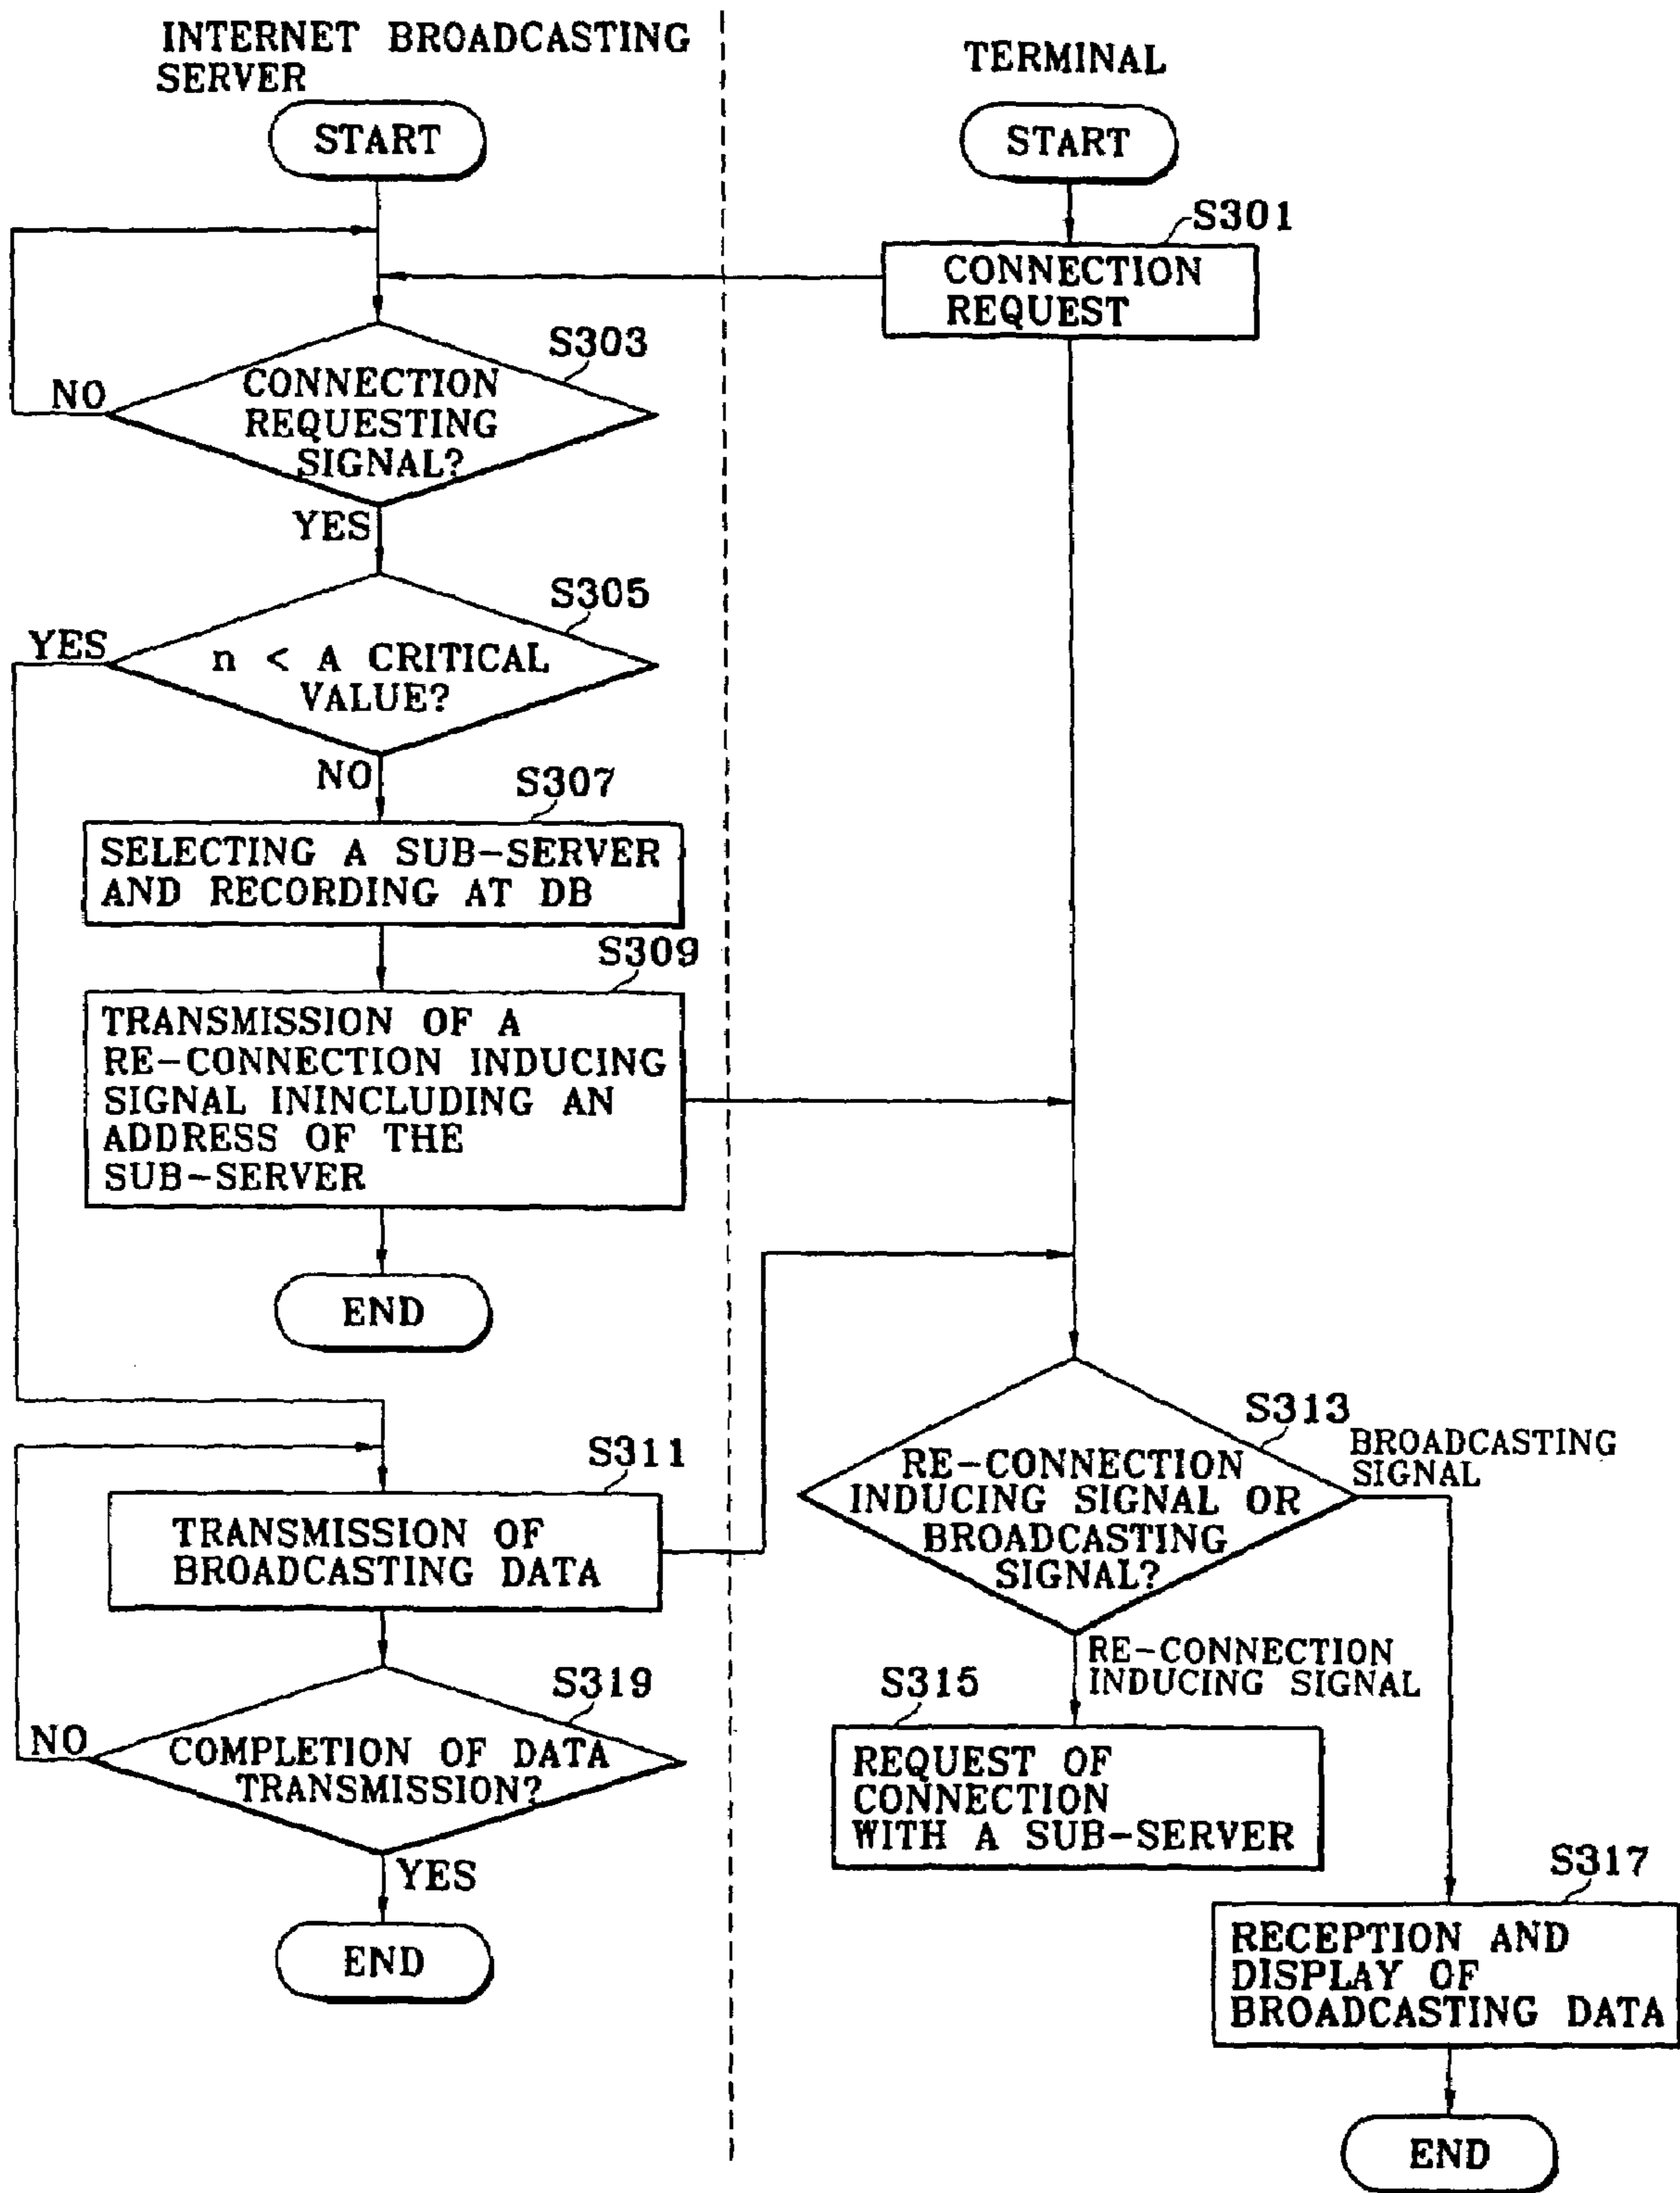 INTERNET BROADCASTING
SERVER
START
S303
CONNECTION
REQUESTING
SIGNAL?
NO
YES
S305
n < A CRITICAL
VALUE?
YES
NO
S307
SELECTING A SUB-SERVER
AND RECORDING AT DB
S309
TRANSMISSION OF A
RE-CONNECTION INDUCING
SIGNAL ININCLUDING AN
ADDRESS OF THE
SUB-SERVER
END
S311
TRANSMISSION OF
BROADCASTING DATA
S319
COMPLETION OF DATA
TRANSMISSION?
NO
YES
END
TERMINAL
START
S301
CONNECTION
REQUEST
S313
RE-CONNECTION
INDUCING SIGNAL OR
BROADCASTING
SIGNAL?
BROADCASTING
SIGNAL
RE-CONNECTION
INDUCING SIGNAL
S315
REQUEST OF
CONNECTION
WITH A SUB-SERVER
S317
RECEPTION AND
DISPLAY OF
BROADCASTING DATA
END